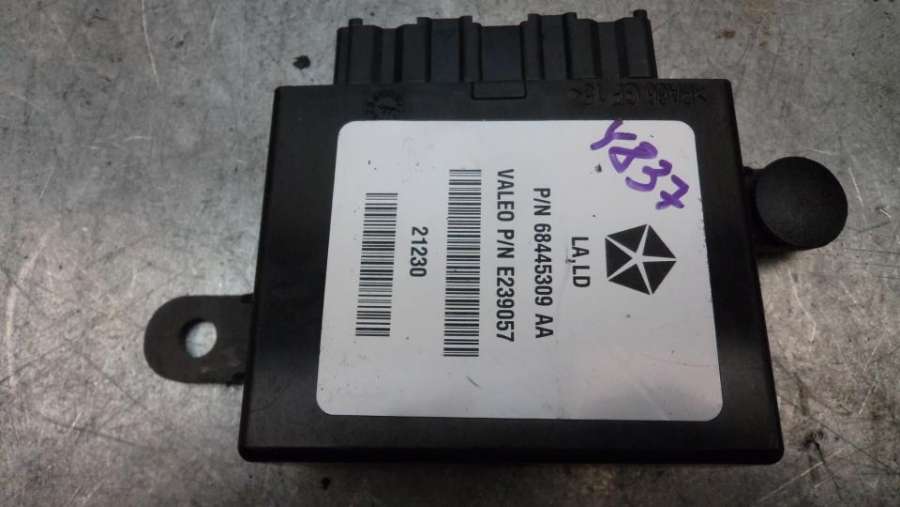 Y837
LA,LD
P/N 68445309 AA
VALEO P/N E239057
21230